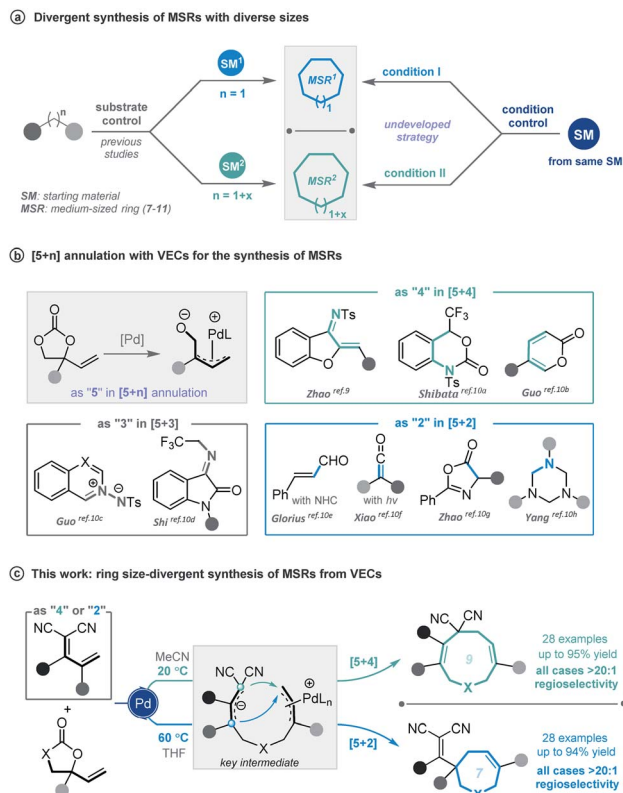 a Divergent synthesis of MSRs with diverse sizes
n
substrate
control
previous
studies
SM¹
n = 1
SM²
n = 1+x
MSR¹
1
MSR²
1+x
condition I
undeveloped
strategy
condition II
condition
control
SM
from same SM
SM: starting material
MSR: medium-sized ring (7-11)
b [5+n] annulation with VECs for the synthesis of MSRs
O
O
O
[Pd]
⊖
O
⊕
PdL
as "5" in [5+n] annulation
as "4" in [5+4]
NTs
O
Zhao ref.9
CF₃
O
N
O
Ts
Shibata ref.10a
O
O
Guo ref.10b
as "3" in [5+3]
X
⊕
N
⊖
NTs
Guo ref.10c
F₃C
N
O
N
Shi ref.10d
as "2" in [5+2]
CHO
Ph
with NHC
Glorius ref.10e
O
with hv
Xiao ref.10f
O
O
Ph
N
Zhao ref.10g
N
N
N
Yang ref.10h
c This work: ring size-divergent synthesis of MSRs from VECs
as "4" or "2"
NC CN
+
O
X
O
Pd
MeCN
20 °C
60 °C
THF
NC CN
⊖
⊕
PdLₙ
X
key intermediate
[5+4]
[5+2]
NC CN
9
X
28 examples
up to 95% yield
all cases >20:1
regioselectivity
NC CN
7
X
28 examples
up to 94% yield
all cases >20:1
regioselectivity